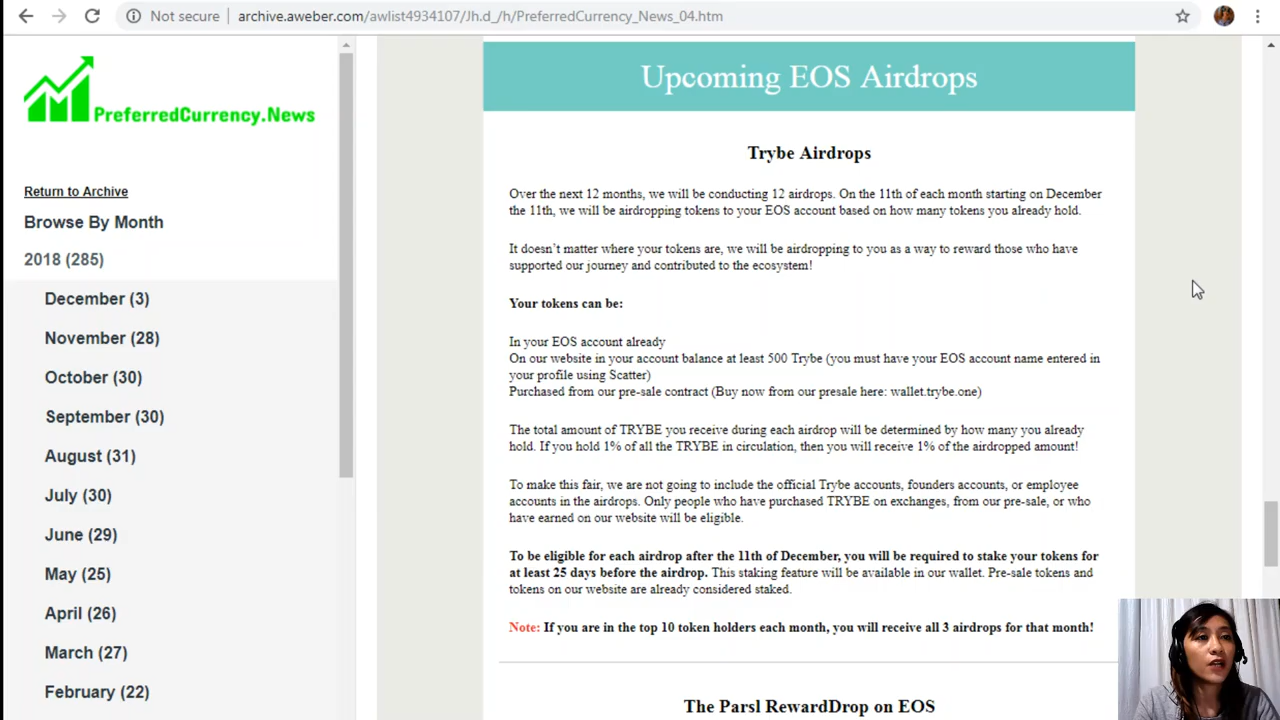 Not secure
archive.aweber.com/awlist4934107/Jh.d_/h/PreferredCurrency_News_04.htm
PreferredCurrency.News
Return to Archive
Browse By Month
2018 (285)
December (3)
November (28)
October (30)
September (30)
August (31)
July (30)
June (29)
May (25)
April (26)
March (27)
February (22)
Upcoming EOS Airdrops
Trybe Airdrops
Over the next 12 months, we will be conducting 12 airdrops. On the 11th of each month starting on December
the 11th, we will be airdropping tokens to your EOS account based on how many tokens you already hold.
It doesn't matter where your tokens are, we will be airdropping to you as a way to reward those who have
supported our journey and contributed to the ecosystem!
Your tokens can be:
In your EOS account already
On our website in your account balance at least 500 Trybe (you must have your EOS account name entered in
your profile using Scatter)
Purchased from our pre-sale contract (Buy now from our presale here: wallet.trybe.one)
The total amount of TRYBE you receive during each airdrop will be determined by how many you already
hold. If you hold 1% of all the TRYBE in circulation, then you will receive 1% of the airdropped amount!
To make this fair, we are not going to include the official Trybe accounts, founders accounts, or employee
accounts in the airdrops. Only people who have purchased TRYBE on exchanges, from our pre-sale, or who
have earned on our website will be eligible.
To be eligible for each airdrop after the 11th of December, you will be required to stake your tokens for
at least 25 days before the airdrop. This staking feature will be available in our wallet. Pre-sale tokens and
tokens on our website are already considered staked.
Note: If you are in the top 10 token holders each month, you will receive all 3 airdrops for that month!
The Parsl RewardDrop on EOS